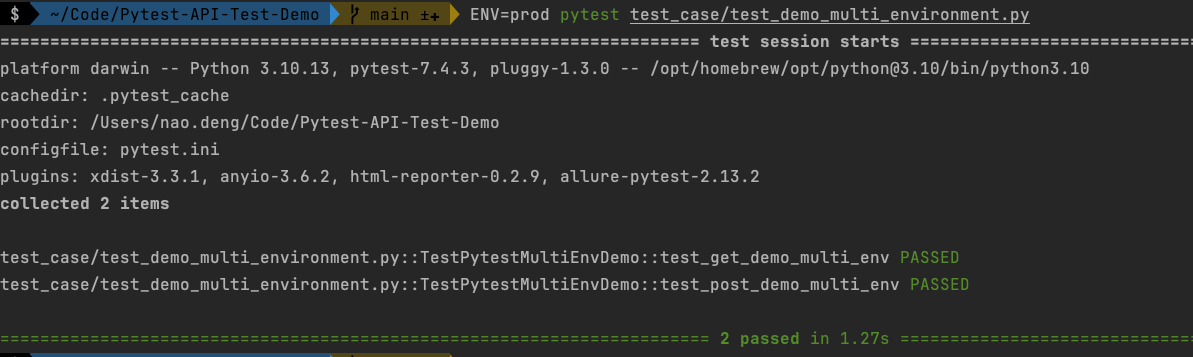 $ ~/Code/Pytest-API-Test-Demo main ±✚ ENV=prod pytest test_case/test_demo_multi_environment.py
====================================================================== test session starts =============================
platform darwin -- Python 3.10.13, pytest-7.4.3, pluggy-1.3.0 -- /opt/homebrew/opt/python@3.10/bin/python3.10
cachedir: .pytest_cache
rootdir: /Users/nao.deng/Code/Pytest-API-Test-Demo
configfile: pytest.ini
plugins: xdist-3.3.1, anyio-3.6.2, html-reporter-0.2.9, allure-pytest-2.13.2
collected 2 items
test_case/test_demo_multi_environment.py::TestPytestMultiEnvDemo::test_get_demo_multi_env PASSED
test_case/test_demo_multi_environment.py::TestPytestMultiEnvDemo::test_post_demo_multi_env PASSED
======================================================================= 2 passed in 1.27s ==============================